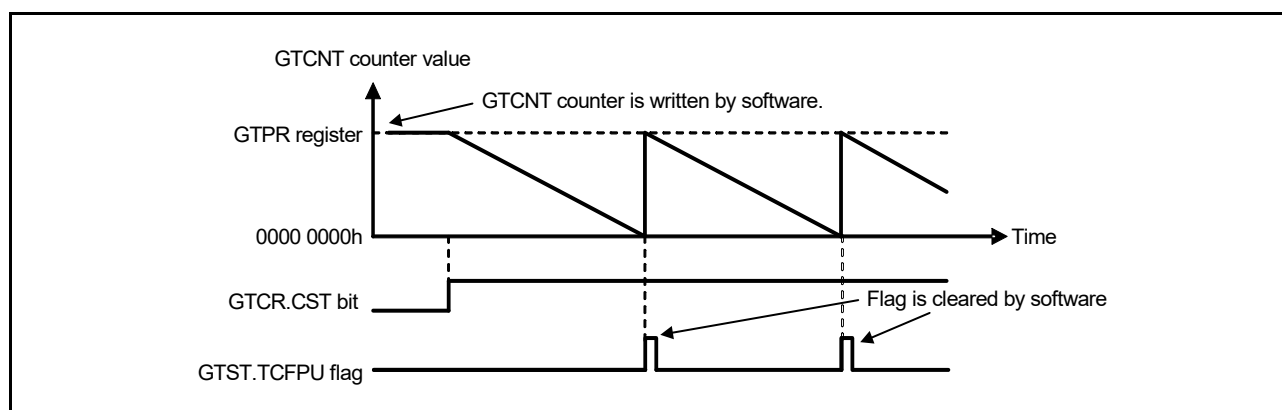 GTCNT counter value
GTCNT counter is written by software.
GTPR register
0000 0000h
Time
GTCR.CST bit
Flag is cleared by software
GTST.TCFPU flag